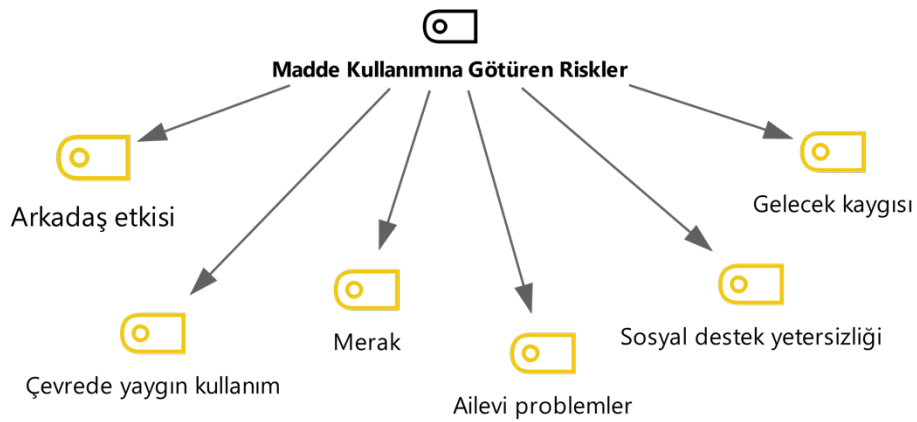 Madde Kullanımına Götüren Riskler
Arkadaş etkisi
Gelecek kaygısı
Merak
Sosyal destek yetersizliği
Çevrede yaygın kullanım
Ailevi problemler